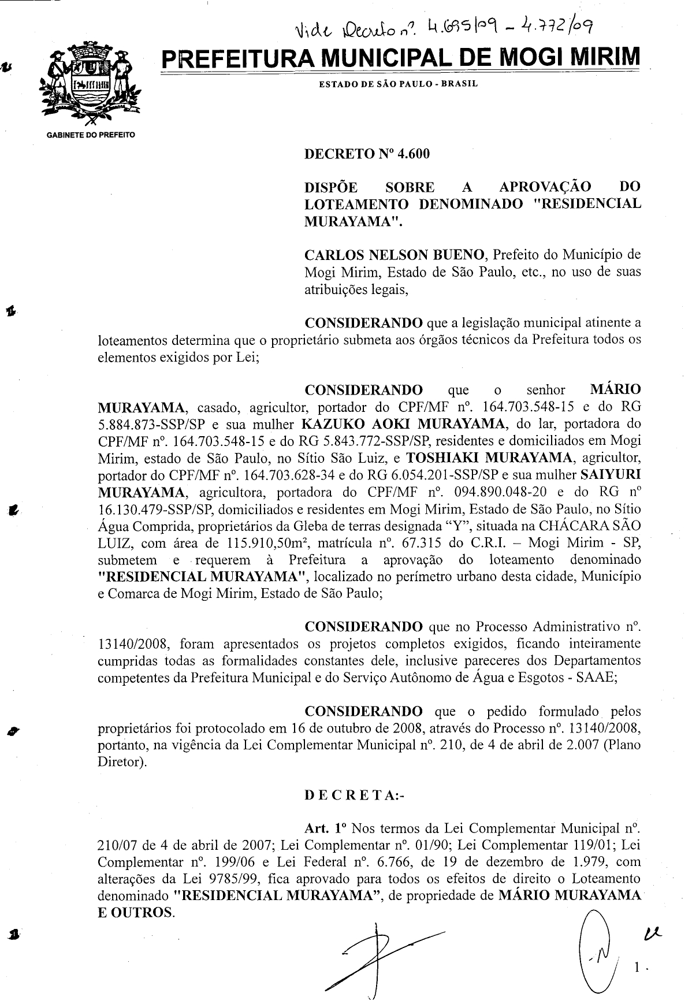 Vide Decreto nº. 4.695/09 - 4.772/09
PREFEITURA MUNICIPAL DE MOGI MIRIM
ESTADO DE SÃO PAULO - BRASIL
GABINETE DO PREFEITO
DECRETO Nº 4.600
DISPÕE SOBRE A APROVAÇÃO DO
LOTEAMENTO DENOMINADO "RESIDENCIAL
MURAYAMA".
CARLOS NELSON BUENO, Prefeito do Município de
Mogi Mirim, Estado de São Paulo, etc., no uso de suas
atribuições legais,
CONSIDERANDO que a legislação municipal atinente a
loteamentos determina que o proprietário submeta aos órgãos técnicos da Prefeitura todos os
elementos exigidos por Lei;
CONSIDERANDO que o senhor MÁRIO
MURAYAMA, casado, agricultor, portador do CPF/MF nº. 164.703.548-15 e do RG
5.884.873-SSP/SP e sua mulher KAZUKO AOKI MURAYAMA, do lar, portadora do
CPF/MF nº. 164.703.548-15 e do RG 5.843.772-SSP/SP, residentes e domiciliados em Mogi
Mirim, estado de São Paulo, no Sítio São Luiz, e TOSHIAKI MURAYAMA, agricultor,
portador do CPF/MF nº. 164.703.628-34 e do RG 6.054.201-SSP/SP e sua mulher SAIYURI
MURAYAMA, agricultora, portadora do CPF/MF nº. 094.890.048-20 e do RG nº
16.130.479-SSP/SP, domiciliados e residentes em Mogi Mirim, Estado de São Paulo, no Sítio
Água Comprida, proprietários da Gleba de terras designada “Y”, situada na CHÁCARA SÃO
LUIZ, com área de 115.910,50m², matrícula nº. 67.315 do C.R.I. – Mogi Mirim - SP,
submetem e requerem à Prefeitura a aprovação do loteamento denominado
"RESIDENCIAL MURAYAMA", localizado no perímetro urbano desta cidade, Município
e Comarca de Mogi Mirim, Estado de São Paulo;
CONSIDERANDO que no Processo Administrativo nº.
13140/2008, foram apresentados os projetos completos exigidos, ficando inteiramente
cumpridas todas as formalidades constantes dele, inclusive pareceres dos Departamentos
competentes da Prefeitura Municipal e do Serviço Autônomo de Água e Esgotos - SAAE;
CONSIDERANDO que o pedido formulado pelos
proprietários foi protocolado em 16 de outubro de 2008, através do Processo nº. 13140/2008,
portanto, na vigência da Lei Complementar Municipal nº. 210, de 4 de abril de 2.007 (Plano
Diretor).
D E C R E T A:-
Art. 1º Nos termos da Lei Complementar Municipal nº.
210/07 de 4 de abril de 2007; Lei Complementar nº. 01/90; Lei Complementar 119/01; Lei
Complementar nº. 199/06 e Lei Federal nº. 6.766, de 19 de dezembro de 1.979, com
alterações da Lei 9785/99, fica aprovado para todos os efeitos de direito o Loteamento
denominado "RESIDENCIAL MURAYAMA”, de propriedade de MÁRIO MURAYAMA
E OUTROS.
1